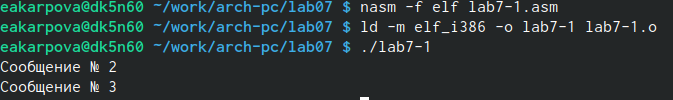 eakarpova@dk5n60 ~/work/arch-pc/lab07 $ nasm -f elf lab7-1.asm
eakarpova@dk5n60 ~/work/arch-pc/lab07 $ ld -m elf_i386 -o lab7-1 lab7-1.o
eakarpova@dk5n60 ~/work/arch-pc/lab07 $ ./lab7-1
Сообщение № 2
Сообщение № 3